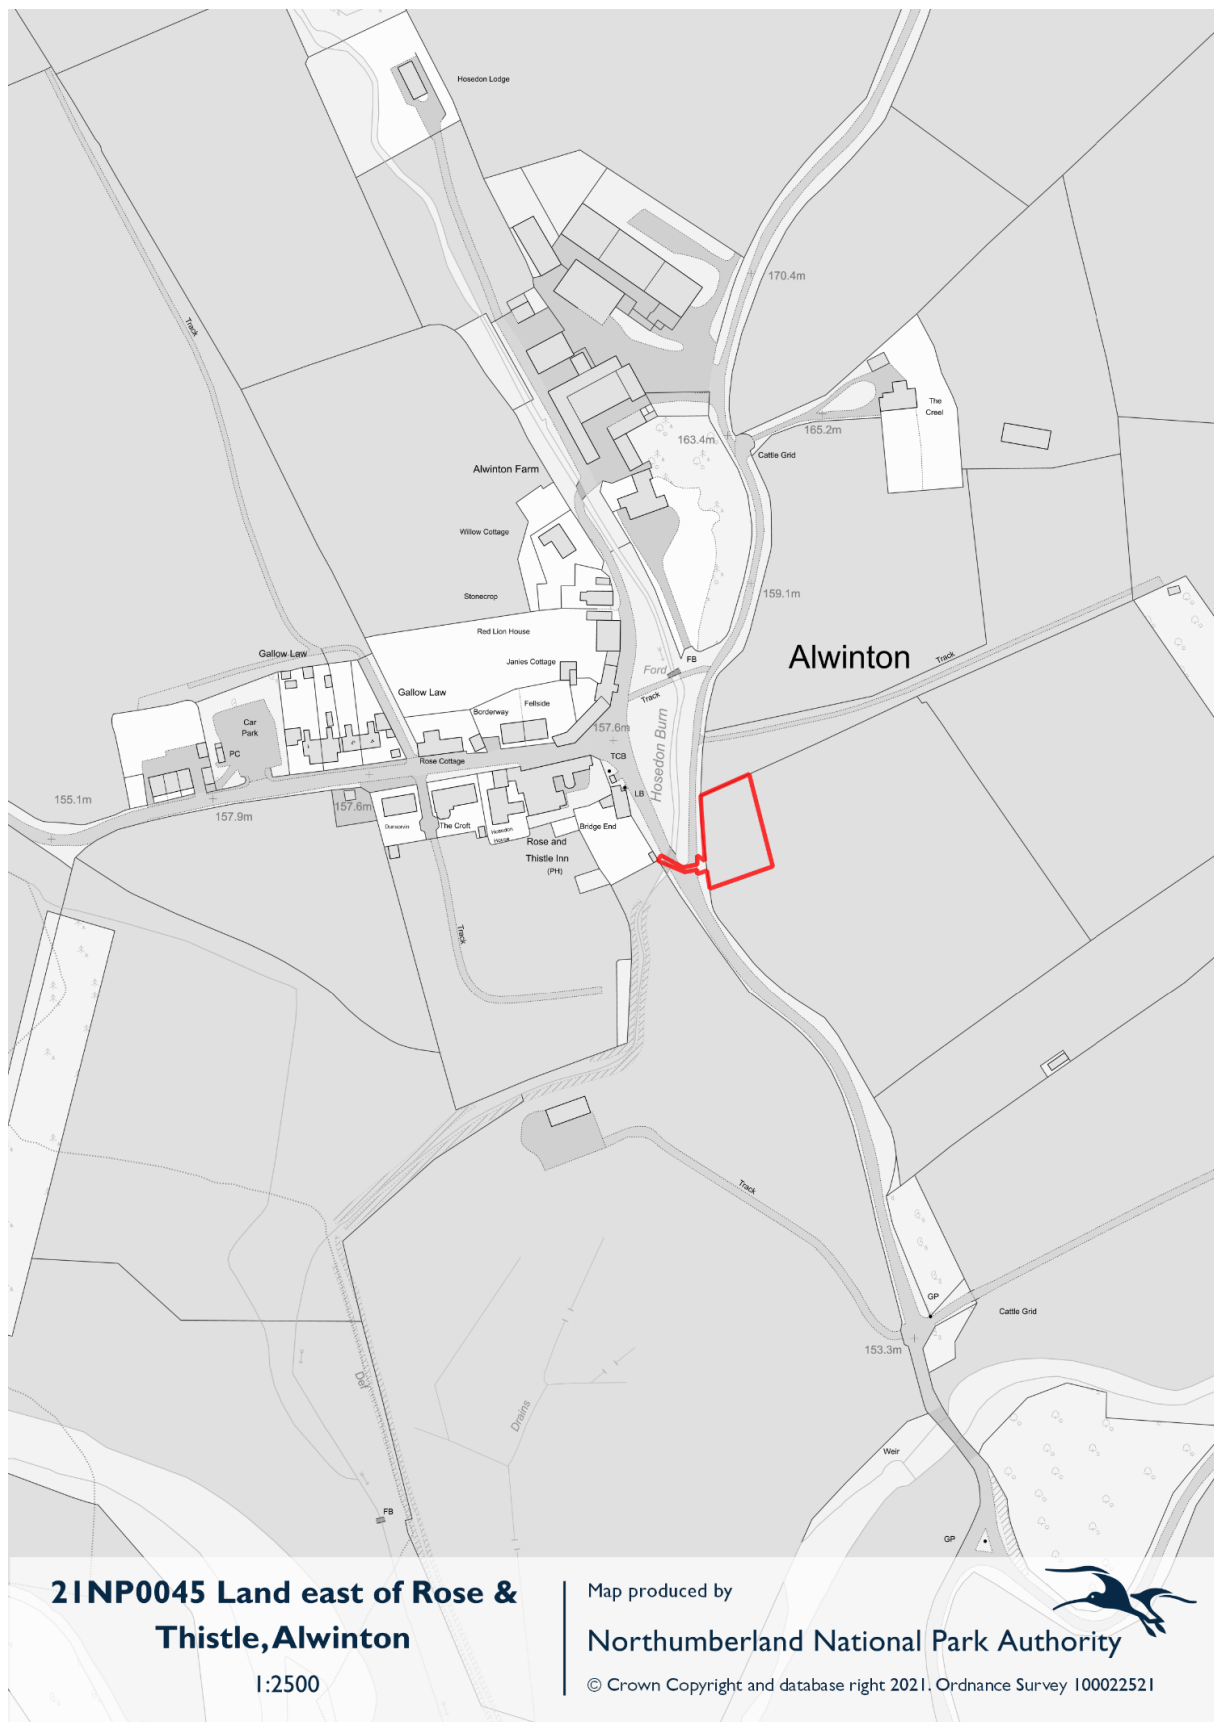 Hosedon Lodge
170.4m
Track
The
Creel
165.2m
163.4m
Cattle Grid
Alwinton Farm
Willow Cottage
159.1m
Stonecrop
Red Lion House
Gallow Law
Janies Cottage
FB
Ford
Alwinton
Track
Track
Gallow Law
Fellside
Borderway
Hosedon Burn
Car
Park
157.6m
PC
TCB
Rose Cottage
LB
155.1m
157.9m
157.6m
Dunsorvin
The Croft
Hosedon
House
Bridge End
Rose and
Thistle Inn
(PH)
Track
Track
GP
Cattle Grid
153.3m
Def
Drains
Weir
FB
GP
21NP0045 Land east of Rose &
Thistle, Alwinton
1:2500
Map produced by
Northumberland National Park Authority
© Crown Copyright and database right 2021. Ordnance Survey 100022521